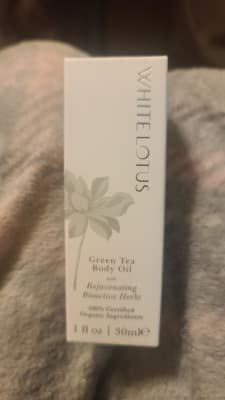 WHITE LOTUS
Green Tea
Body Oil
with
Rejuvenating
Bioactive Herbs
100% Certified
Organic Ingredients
1 fl oz | 30ml℮